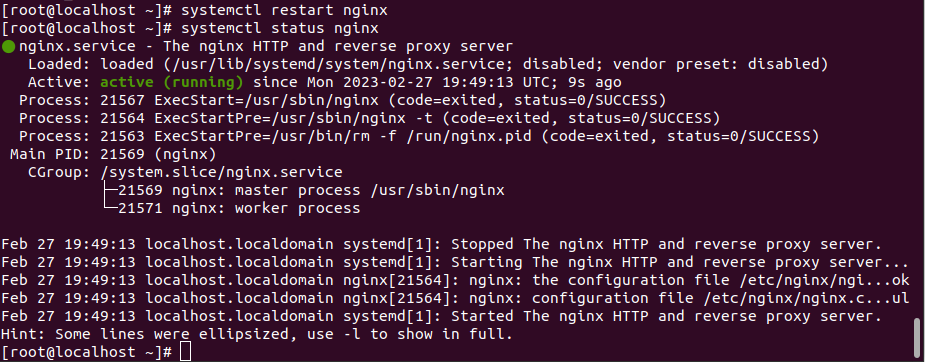 [root@localhost ~]# systemctl restart nginx
[root@localhost ~]# systemctl status nginx
● nginx.service - The nginx HTTP and reverse proxy server
   Loaded: loaded (/usr/lib/systemd/system/nginx.service; disabled; vendor preset: disabled)
   Active: active (running) since Mon 2023-02-27 19:49:13 UTC; 9s ago
  Process: 21567 ExecStart=/usr/sbin/nginx (code=exited, status=0/SUCCESS)
  Process: 21564 ExecStartPre=/usr/sbin/nginx -t (code=exited, status=0/SUCCESS)
  Process: 21563 ExecStartPre=/usr/bin/rm -f /run/nginx.pid (code=exited, status=0/SUCCESS)
 Main PID: 21569 (nginx)
   CGroup: /system.slice/nginx.service
           ├─21569 nginx: master process /usr/sbin/nginx
           └─21571 nginx: worker process

Feb 27 19:49:13 localhost.localdomain systemd[1]: Stopped The nginx HTTP and reverse proxy server.
Feb 27 19:49:13 localhost.localdomain systemd[1]: Starting The nginx HTTP and reverse proxy server...
Feb 27 19:49:13 localhost.localdomain nginx[21564]: nginx: the configuration file /etc/nginx/ngi...ok
Feb 27 19:49:13 localhost.localdomain nginx[21564]: nginx: configuration file /etc/nginx/nginx.c...ul
Feb 27 19:49:13 localhost.localdomain systemd[1]: Started The nginx HTTP and reverse proxy server.
Hint: Some lines were ellipsized, use -l to show in full.
[root@localhost ~]#